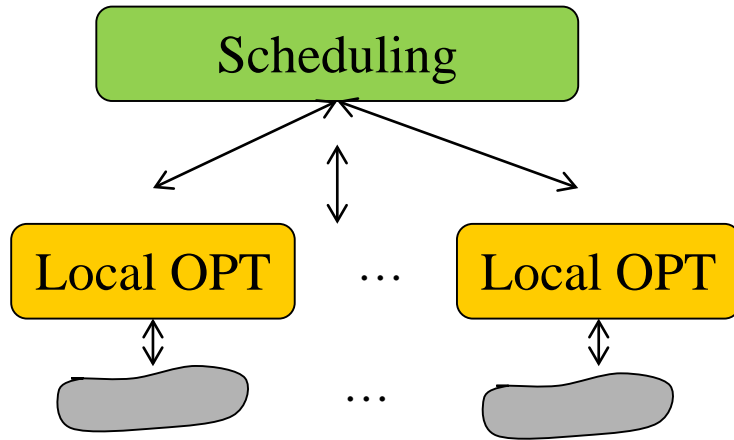 Scheduling
Local OPT … Local OPT
…